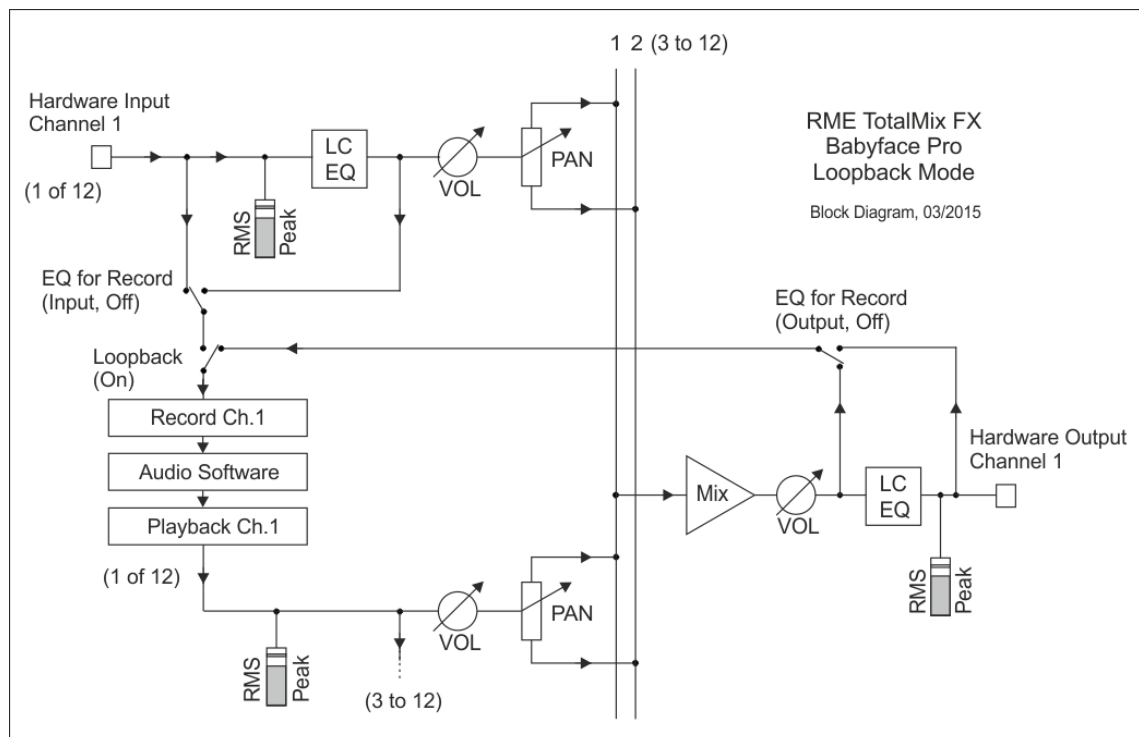 1 2 (3 to 12)
Hardware Input
Channel 1
(1 of 12)
LC
EQ
VOL
PAN
RMS
Peak
RME TotalMix FX
Babyface Pro
Loopback Mode
Block Diagram, 03/2015
EQ for Record
(Input, Off)
EQ for Record
(Output, Off)
Loopback
(On)
Record Ch.1
Audio Software
Playback Ch.1
(1 of 12)
Mix
VOL
LC
EQ
Hardware Output
Channel 1
RMS
Peak
VOL
PAN
RMS
Peak
(3 to 12)